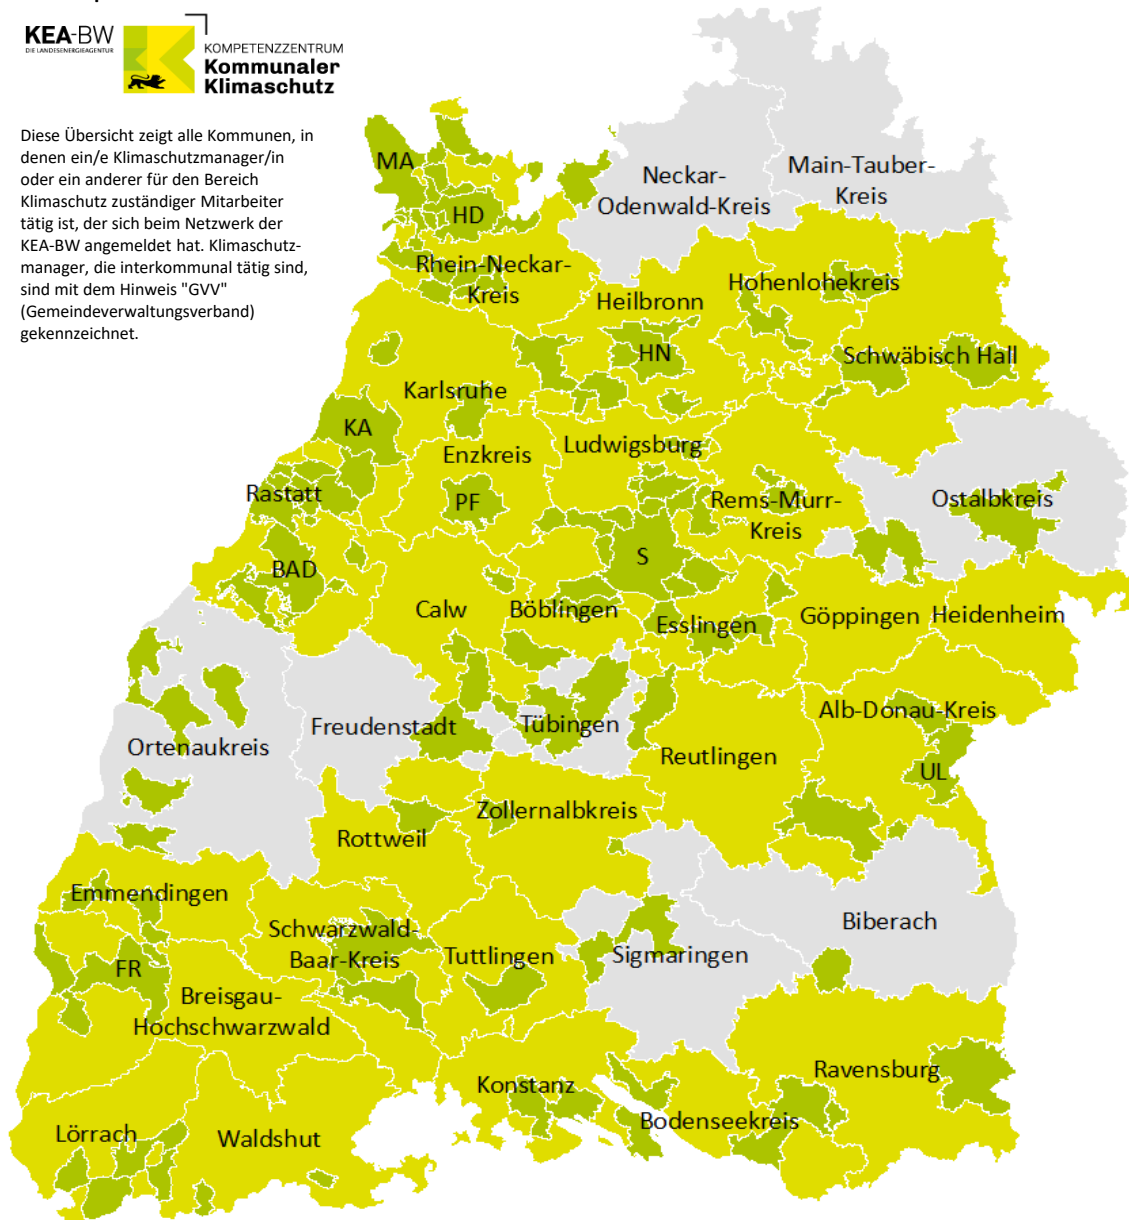 KEA-BW
DIE LANDESENERGIEAGENTUR
KOMPETENZZENTRUM
Kommunaler
Klimaschutz
Diese Übersicht zeigt alle Kommunen, in
denen ein/e Klimaschutzmanager/in
oder ein anderer für den Bereich
Klimaschutz zuständiger Mitarbeiter
tätig ist, der sich beim Netzwerk der
KEA-BW angemeldet hat. Klimaschutz-
manager, die interkommunal tätig sind,
sind mit dem Hinweis "GVV"
(Gemeindeverwaltungsverband)
gekennzeichnet.
MA
Neckar-
Odenwald-Kreis
Main-Tauber-
Kreis
HD
Rhein-Neckar-
Kreis
Heilbronn
Hohenlohekreis
HN
Schwäbisch Hall
Karlsruhe
KA
Enzkreis
Ludwigsburg
Rastatt
PF
Rems-Murr-
Kreis
Ostalbkreis
BAD
S
Calw
Böblingen
Esslingen
Göppingen
Heidenheim
Freudenstadt
Tübingen
Alb-Donau-Kreis
Ortenaukreis
Reutlingen
UL
Zollernalbkreis
Rottweil
Emmendingen
Schwarzwald-
Baar-Kreis
Tuttlingen
Sigmaringen
Biberach
FR
Breisgau-
Hochschwarzwald
Konstanz
Ravensburg
Bodenseekreis
Lörrach
Waldshut